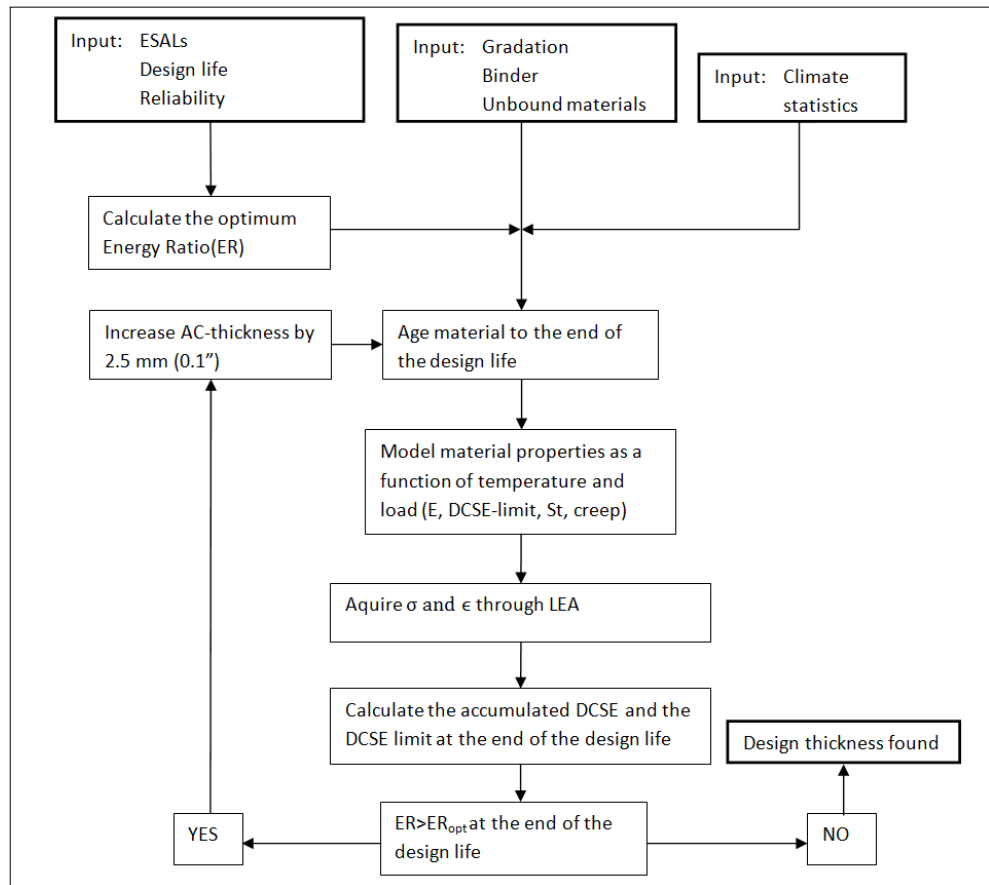 Input: ESALs
Design life
Reliability
Input: Gradation
Binder
Unbound materials
Input: Climate
statistics
Calculate the optimum
Energy Ratio(ER)
Increase AC-thickness by
2.5 mm (0.1”)
Age material to the end of
the design life
Model material properties as a
function of temperature and
load (E, DCSE-limit, St, creep)
Aquire σ and ϵ through LEA
Calculate the accumulated DCSE and the
DCSE limit at the end of the design life
Design thickness found
YES
ER>ERopt at the end of the
design life
NO